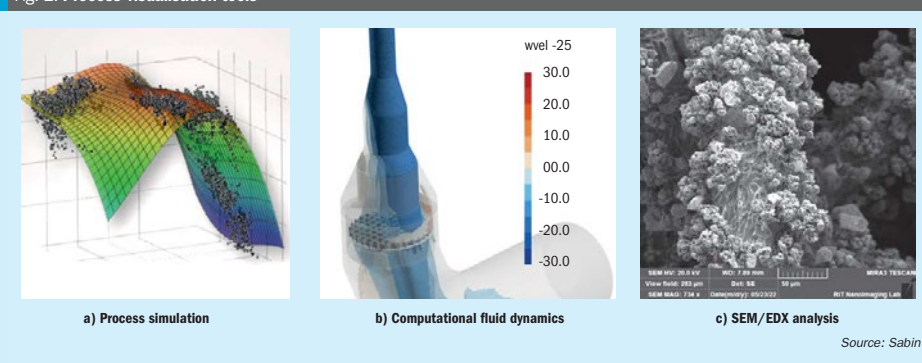 Fig. 2: Process visualisation tools
wvel -25
30.0
20.0
10.0
00.0
-10.0
-20.0
-30.0
SEM HV: 20.0 kV
WD: 7.89 mm
MIRA3 TESCAN
View field: 283 µm
Det: SE
50 µm
SEM MAG: 734 x
Date(m/d/y): 05/23/22
RIT NanoImaging Lab
a) Process simulation
b) Computational fluid dynamics
c) SEM/EDX analysis
Source: Sabin